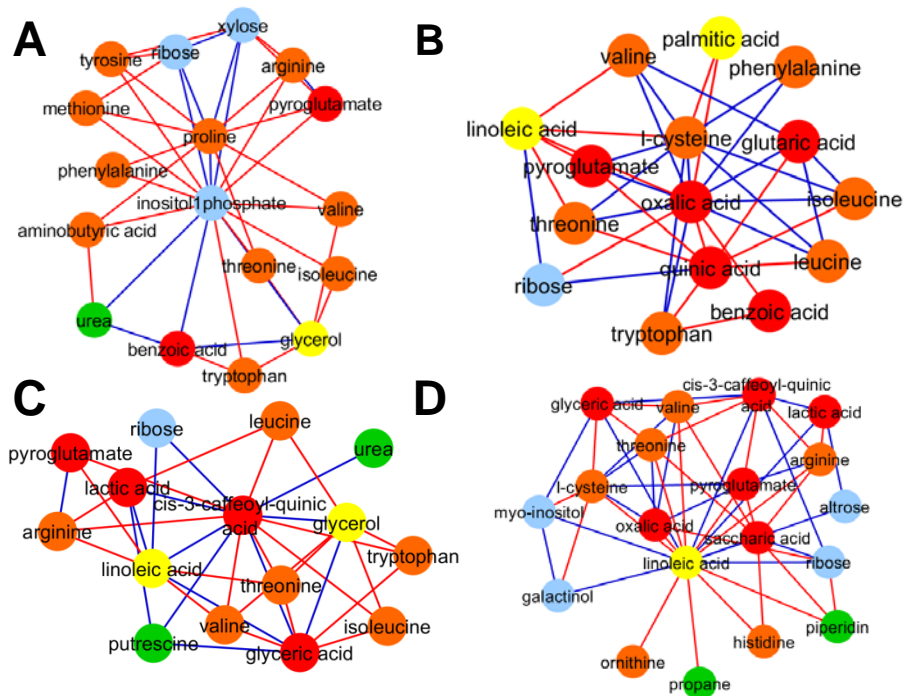 A
xylose
ribose
tyrosine
arginine
methionine
pyroglutamate
proline
phenylalanine
inositol1phosphate
valine
aminobutyric acid
threonine
isoleucine
urea
benzoic acid
glycerol
tryptophan
B
palmitic acid
valine
phenylalanine
linoleic acid
l-cysteine
glutaric acid
pyroglutamate
oxalic acid
isoleucine
threonine
quinic acid
leucine
ribose
benzoic acid
tryptophan
C
ribose
leucine
urea
pyroglutamate
lactic acid
cis-3-caffeoyl-quinic
acid
glycerol
arginine
tryptophan
linoleic acid
threonine
valine
isoleucine
putrescine
glyceric acid
D
cis-3-caffeoyl-quinic
acid
glyceric acid
valine
lactic acid
threonine
arginine
l-cysteine
pyroglutamate
myo-inositol
altrose
oxalic acid
saccharic acid
linoleic acid
ribose
galactinol
piperidin
histidine
ornithine
propane